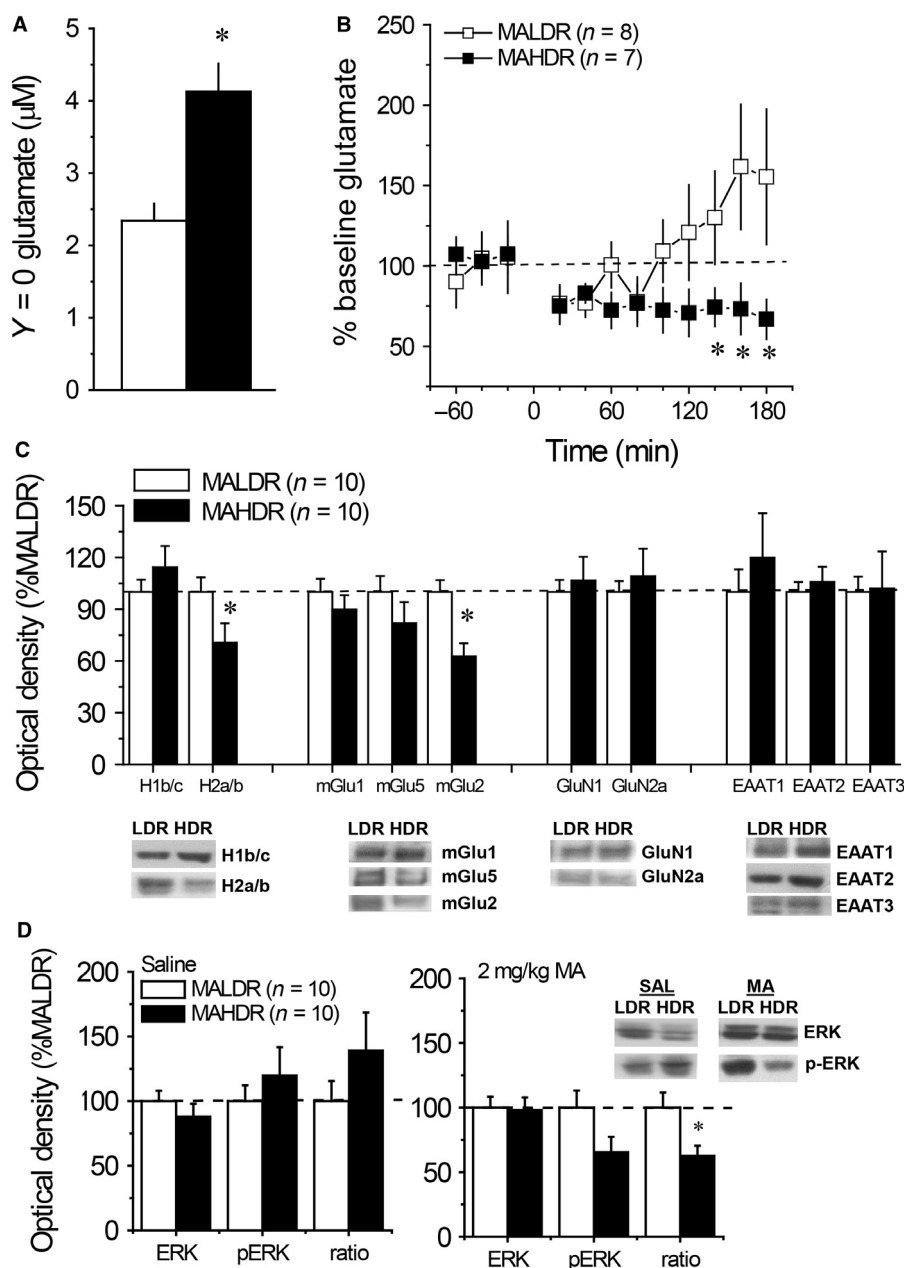 A
Y = 0 glutamate (μM)
5
4
3
2
1
0
*
B
% baseline glutamate
250
200
150
100
50
MALDR (n = 8)
MAHDR (n = 7)
* * *
–60 0 60 120 180
Time (min)
C
Optical density (%MALDR)
150
120
90
60
30
0
MALDR (n = 10)
MAHDR (n = 10)
* *
H1b/c H2a/b mGlu1 mGlu5 mGlu2 GluN1 GluN2a EAAT1 EAAT2 EAAT3
LDR HDR
H1b/c
H2a/b
LDR HDR
mGlu1
mGlu5
mGlu2
LDR HDR
GluN1
GluN2a
LDR HDR
EAAT1
EAAT2
EAAT3
D
Optical density (%MALDR)
200
150
100
50
0
Saline
MALDR (n = 10)
MAHDR (n = 10)
ERK pERK ratio
200
150
100
50
0
2 mg/kg MA
SAL MA
LDR HDR LDR HDR
ERK
p-ERK
*
ERK pERK ratio